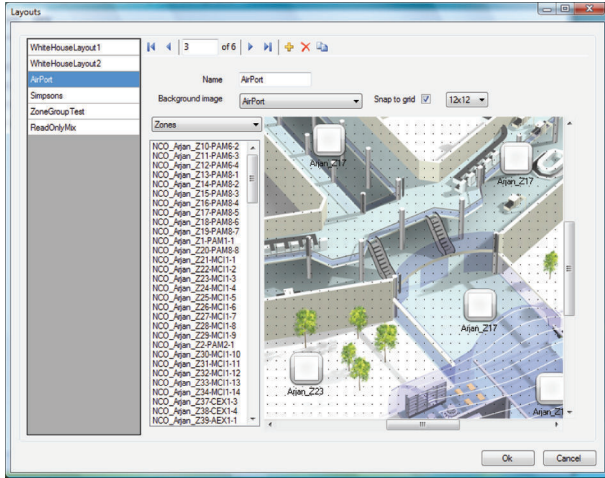 Layouts
WhiteHouseLayout1
WhiteHouseLayout2
AirPort
Simpsons
ZoneGroupTest
ReadOnlyMix
3 of 6
Name AirPort
Background image AirPort Snap to grid 12x12
Zones
NCO_Arjan_Z10-PAM6-2
NCO_Arjan_Z11-PAM6-3
NCO_Arjan_Z12-PAM6-4
NCO_Arjan_Z13-PAM8-1
NCO_Arjan_Z14-PAM8-2
NCO_Arjan_Z15-PAM8-3
NCO_Arjan_Z16-PAM8-4
NCO_Arjan_Z17-PAM8-5
NCO_Arjan_Z18-PAM8-6
NCO_Arjan_Z19-PAM8-7
NCO_Arjan_Z1-PAM1-1
NCO_Arjan_Z20-PAM8-8
NCO_Arjan_Z21-MCI1-1
NCO_Arjan_Z22-MCI1-2
NCO_Arjan_Z23-MCI1-3
NCO_Arjan_Z24-MCI1-4
NCO_Arjan_Z25-MCI1-5
NCO_Arjan_Z26-MCI1-6
NCO_Arjan_Z27-MCI1-7
NCO_Arjan_Z28-MCI1-8
NCO_Arjan_Z29-MCI1-9
NCO_Arjan_Z2-PAM2-1
NCO_Arjan_Z30-MCI1-10
NCO_Arjan_Z31-MCI1-11
NCO_Arjan_Z32-MCI1-12
NCO_Arjan_Z33-MCI1-13
NCO_Arjan_Z34-MCI1-14
NCO_Arjan_Z37-CEX1-3
NCO_Arjan_Z38-CEX1-4
NCO_Arjan_Z39-AEX1-1
Arjan_Z17
Arjan_Z17
Arjan_Z17
Arjan_Z23
Arjan_Z1
Ok Cancel